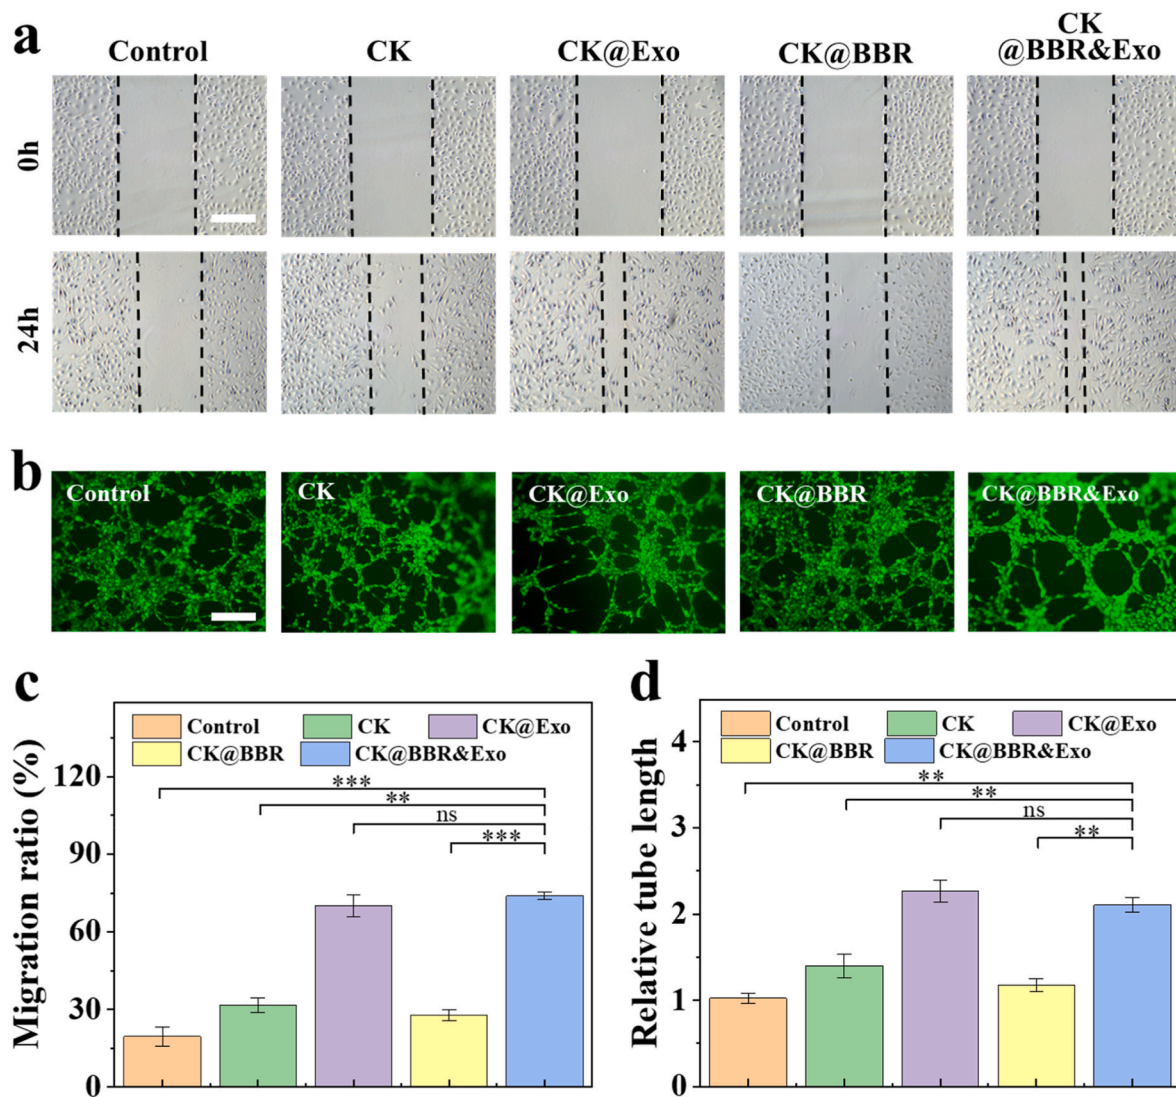 a
Control CK CK@Exo CK@BBR CK
@BBR&Exo
0h
24h
b
Control CK CK@Exo CK@BBR CK@BBR&Exo
c
Migration ratio (%)
Control CK CK@Exo
CK@BBR CK@BBR&Exo
120
90
60
30
0
***
**
ns
***
d
Relative tube length
Control CK CK@Exo
CK@BBR CK@BBR&Exo
4
3
2
1
0
**
**
ns
**